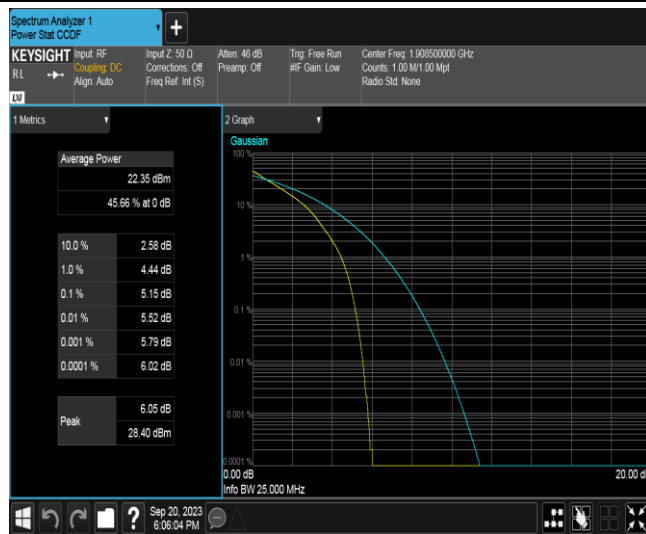 Spectrum Analyzer 1
Power Stat CCDF
+
KEYSIGHT
RL
LXI
Input: RF
Coupling: DC
Align: Auto
Input Z: 50 Ω
Corrections: Off
Freq Ref: Int (S)
Atten: 46 dB
Preamp: Off
Trig: Free Run
#IF Gain: Low
Center Freq: 1.908500000 GHz
Counts: 1.00 M/1.00 Mpt
Radio Std: None
1 Metrics
Average Power
22.35 dBm
45.66 % at 0 dB
10.0 % 2.58 dB
1.0 % 4.44 dB
0.1 % 5.15 dB
0.01 % 5.52 dB
0.001 % 5.79 dB
0.0001 % 6.02 dB
Peak
6.05 dB
28.40 dBm
2 Graph
Gaussian
100 %
10 %
1 %
0.1 %
0.01 %
0.001 %
0.0001 %
0.00 dB
20.00 d
Info BW 25.000 MHz
?
Sep 20, 2023
6:06:04 PM